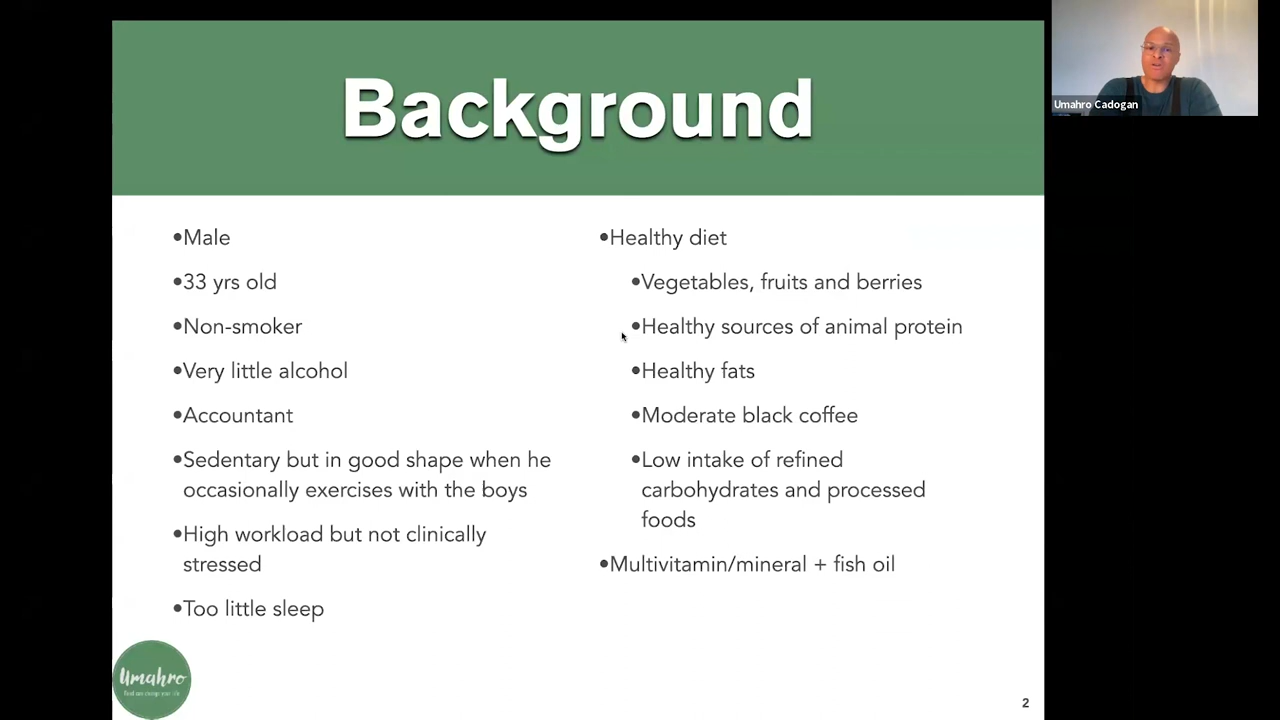 Background
•Male
•33 yrs old
•Non-smoker
•Very little alcohol
•Accountant
•Sedentary but in good shape when he
occasionally exercises with the boys
•High workload but not clinically
stressed
•Too little sleep
•Healthy diet
•Vegetables, fruits and berries
•Healthy sources of animal protein
•Healthy fats
•Moderate black coffee
•Low intake of refined
carbohydrates and processed
foods
•Multivitamin/mineral + fish oil
Umahro
2
Umahro Cadogan